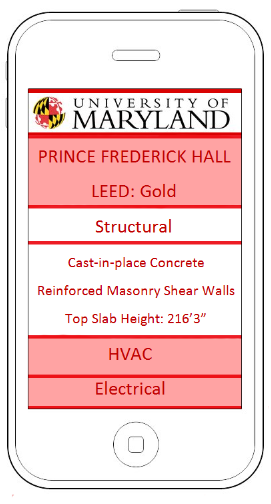 UNIVERSITY OF
MARYLAND
PRINCE FREDERICK HALL
LEED: Gold
Structural
Cast-in-place Concrete
Reinforced Masonry Shear Walls
Top Slab Height: 216'3"
HVAC
Electrical